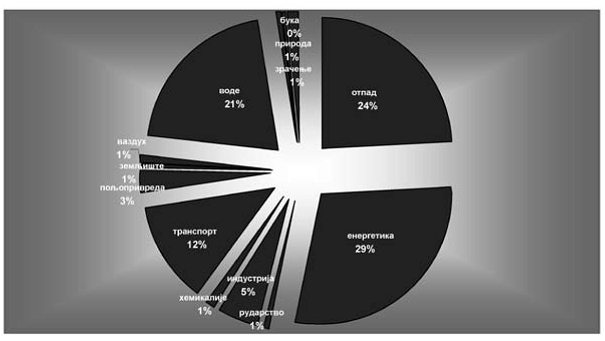 бука
0%
природа
1%
зрачење
1%
отпад
24%
енергетика
29%
рударство
1%
индустрија
5%
хемикалије
1%
транспорт
12%
пољопривреда
3%
земљиште
1%
ваздух
1%
воде
21%